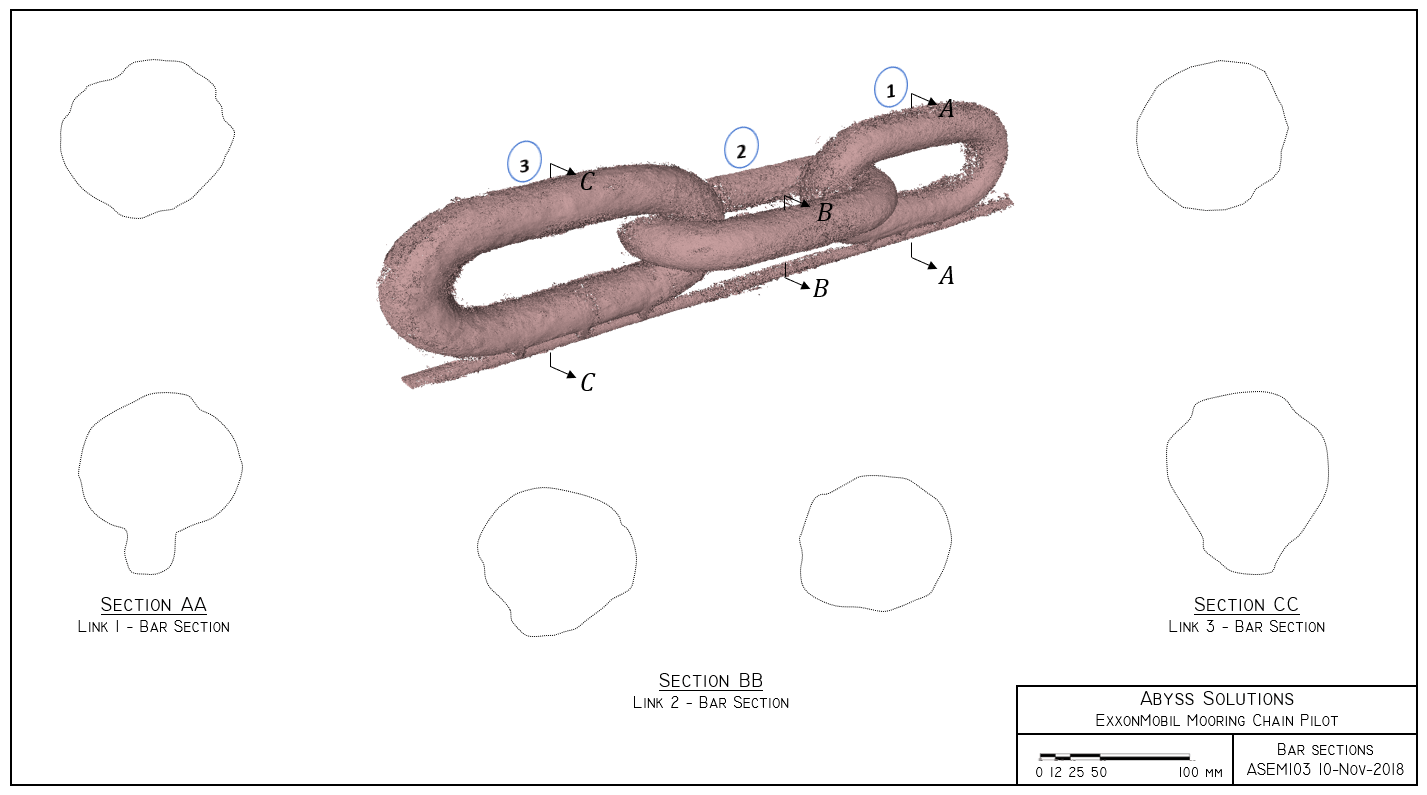 1
A
2
3
C
B
A
B
C
SECTION AA
LINK 1 - BAR SECTION
SECTION BB
LINK 2 - BAR SECTION
SECTION CC
LINK 3 - BAR SECTION
ABYSS SOLUTIONS
EXXONMOBIL MOORING CHAIN PILOT
0 12 25 50 100 MM
BAR SECTIONS
ASEM103 10-NOV-2018